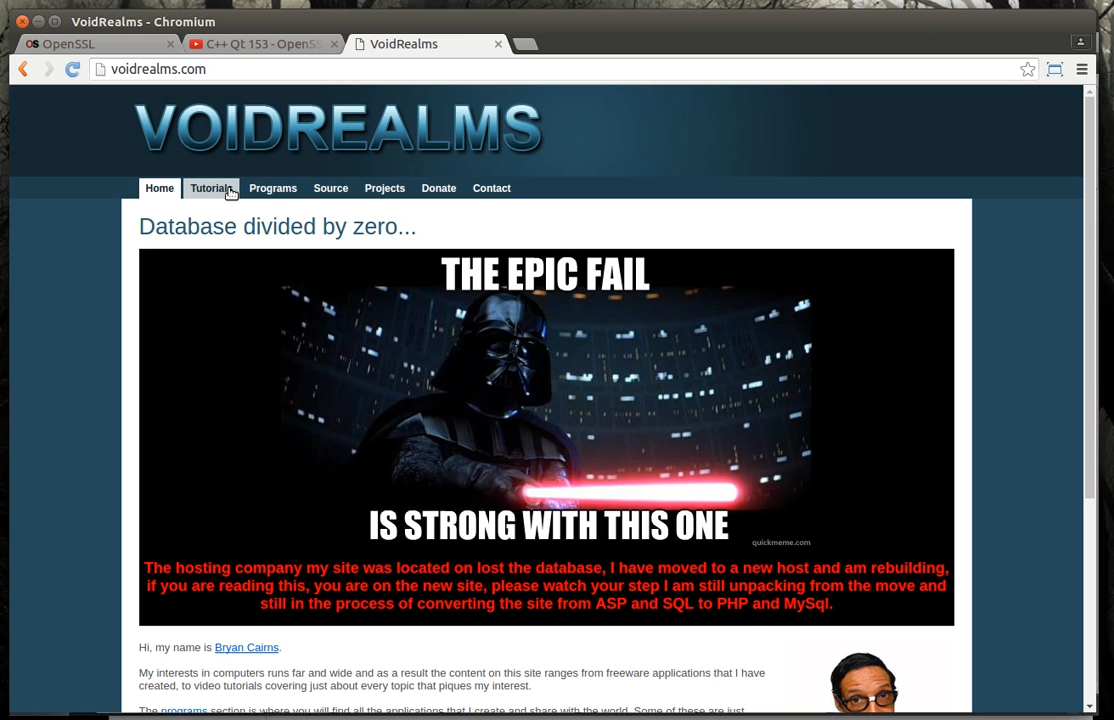 VoidRealms - Chromium
OS OpenSSL
C++ Qt 153 - OpenSS
VoidRealms
voidrealms.com
VOIDREALMS
Home Tutorials Programs Source Projects Donate Contact
Database divided by zero...
THE EPIC FAIL
IS STRONG WITH THIS ONE
quickmeme.com
The hosting company my site was located on lost the database, I have moved to a new host and am rebuilding,
if you are reading this, you are on the new site, please watch your step I am still unpacking from the move and
still in the process of converting the site from ASP and SQL to PHP and MySql.
Hi, my name is Bryan Cairns.
My interests in computers runs far and wide and as a result the content on this site ranges from freeware applications that I have
created, to video tutorials covering just about every topic that piques my interest.
The programs section is where you will find all the applications that I create and share with the world. Some of these are just